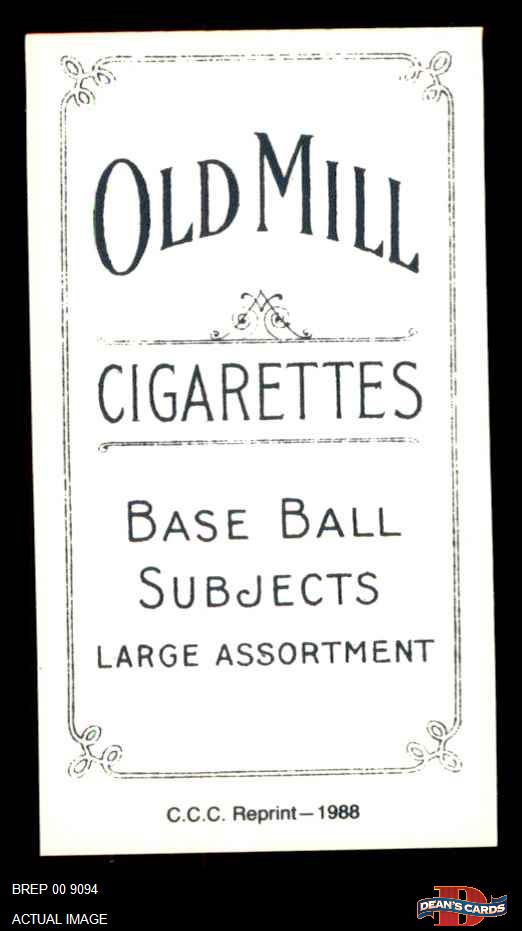 OLD MILL
CIGARETTES
BASE BALL
SUBJECTS
LARGE ASSORTMENT
C.C.C. Reprint—1988
BREP 00 9094
ACTUAL IMAGE
D
DEAN'S CARDS